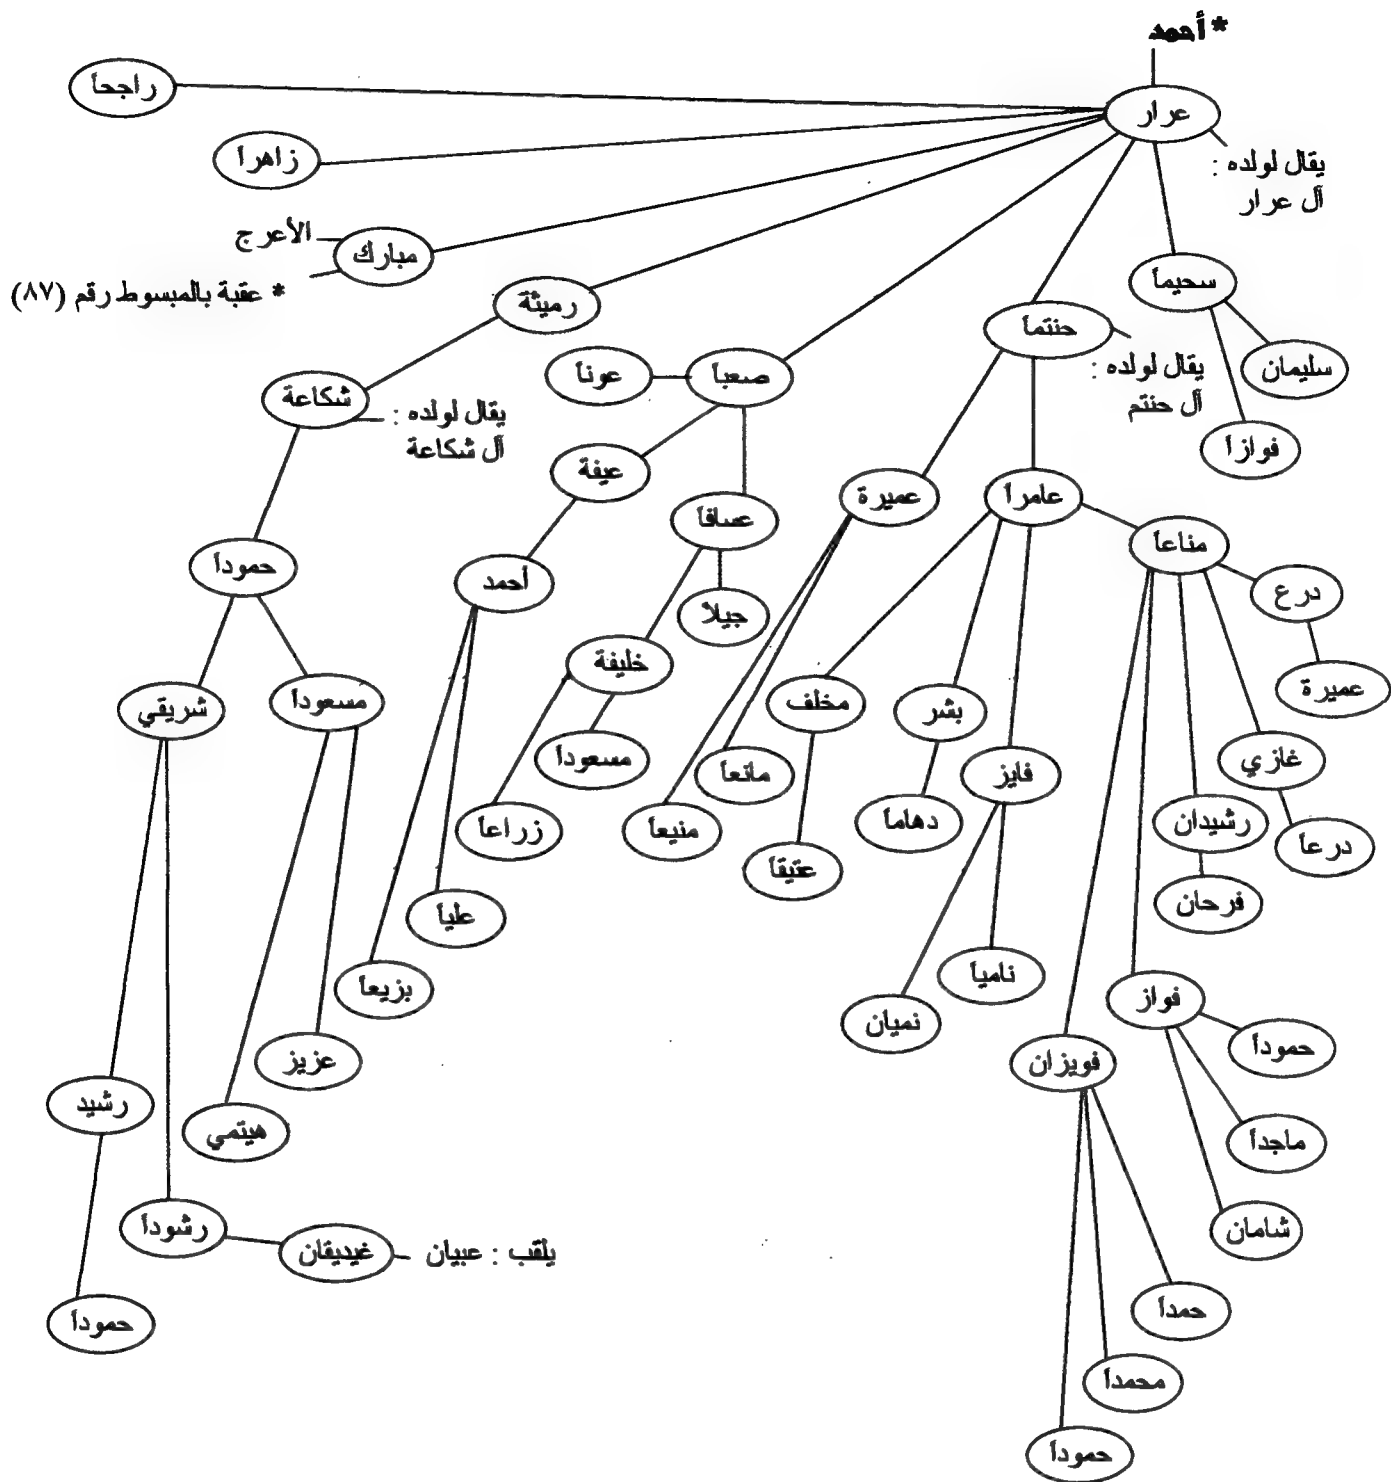 * أحمد
عرار
يقال لولده :
آل عرار
راجحاً
زاهراً
مبارك
الأعرج
* عقبة بالمبسوط رقم (٨٧)
رميثة
صعباً
حنتماً
سحيماً
يقال لولده :
آل حنتم
سليمان
فوازاً
شكاعة
يقال لولده :
آل شكاعة
عوناً
عيفة
عسافاً
عميرة
عامراً
مناعاً
درع
عميرة
حموداً
أحمد
جبلاً
خليفة
شريقي
مسعوداً
مسعوداً
زراعاً
منيعاً
مانعاً
مخلف
عتيقاً
بشر
دهاماً
فايز
غازي
درعاً
رشيدان
فرحان
علياً
بزيعاً
نامياً
نميان
فواز
حموداً
ماجداً
شامان
فويزان
حمداً
محمداً
حموداً
عزيز
هيتمي
رشيد
حموداً
رشوداً
غيديقان
يلقب : عبيان